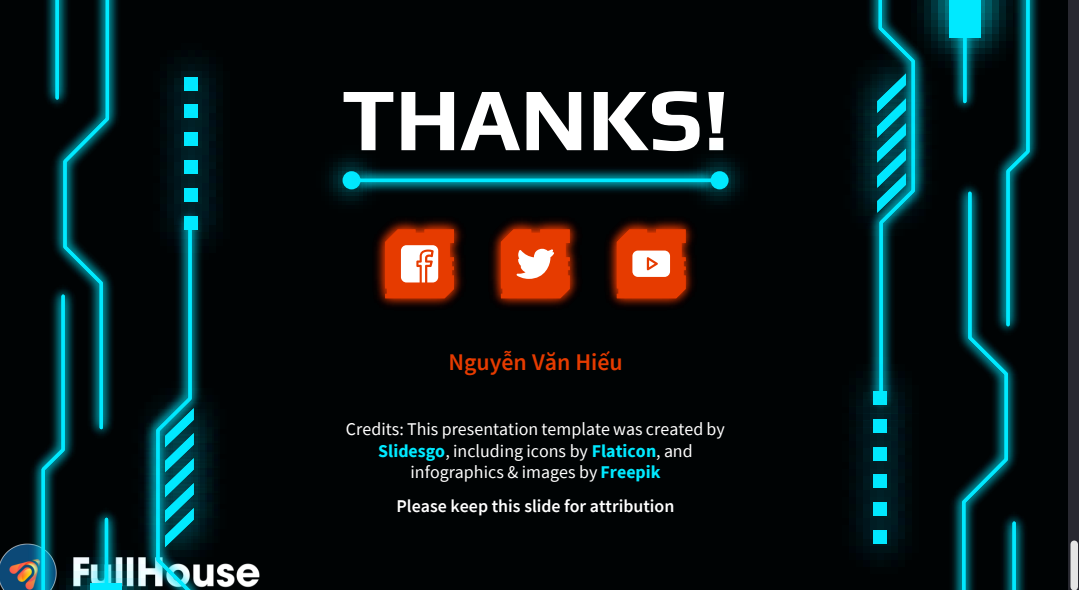 THANKS!
Nguyễn Văn Hiếu
Credits: This presentation template was created by
Slidesgo, including icons by Flaticon, and
infographics & images by Freepik
Please keep this slide for attribution
FullHouse